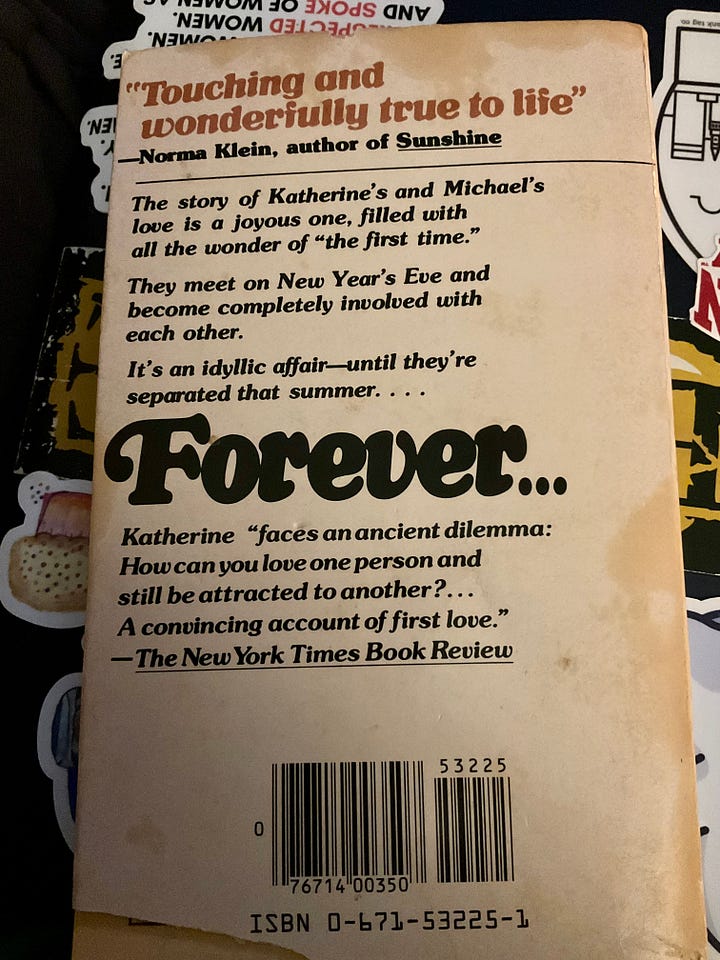 AND SPOKE OF WOMEN AS
RESPECTED WOMEN
WOMEN.
"Touching and
wonderfully true to life"
—Norma Klein, author of Sunshine
The story of Katherine's and Michael's
love is a joyous one, filled with
all the wonder of "the first time."
They meet on New Year's Eve and
become completely involved with
each other.
It's an idyllic affair—until they're
separated that summer. . . .
Forever...
Katherine "faces an ancient dilemma:
How can you love one person and
still be attracted to another?...
A convincing account of first love."
—The New York Times Book Review
53225
0
76714 00350
ISBN 0-671-53225-1